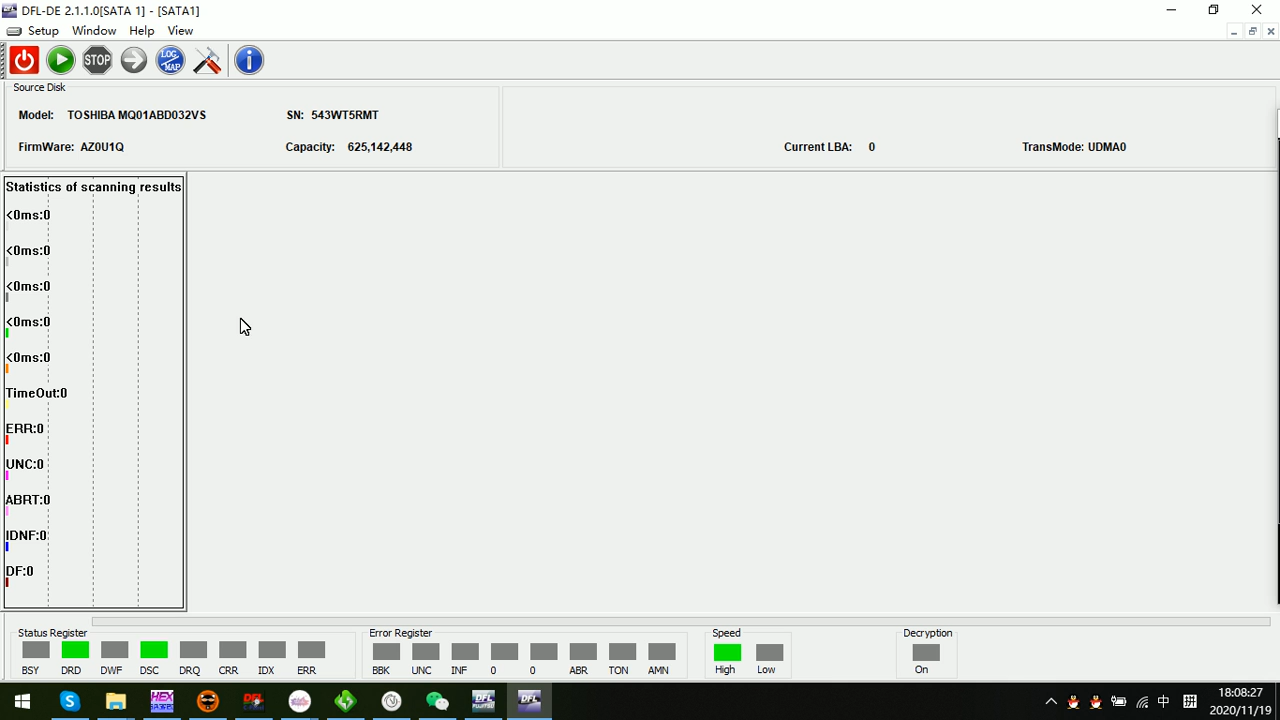 DFL-DE 2.1.1.0[SATA 1] - [SATA1]
Setup Window Help View
STOP LOG MAP
Source Disk
Model: TOSHIBA MQ01ABD032VS SN: 543WT5RMT
FirmWare: AZ0U1Q Capacity: 625,142,448 Current LBA: 0 TransMode: UDMA0
Statistics of scanning results
<0ms:0
<0ms:0
<0ms:0
<0ms:0
<0ms:0
TimeOut:0
ERR:0
UNC:0
ABRT:0
IDNF:0
DF:0
Status Register Error Register Speed Decryption
BSY DRD DWF DSC DRQ CRR IDX ERR BBK UNC INF 0 0 ABR TON AMN High Low On
中 拼 18:08:27
2020/11/19